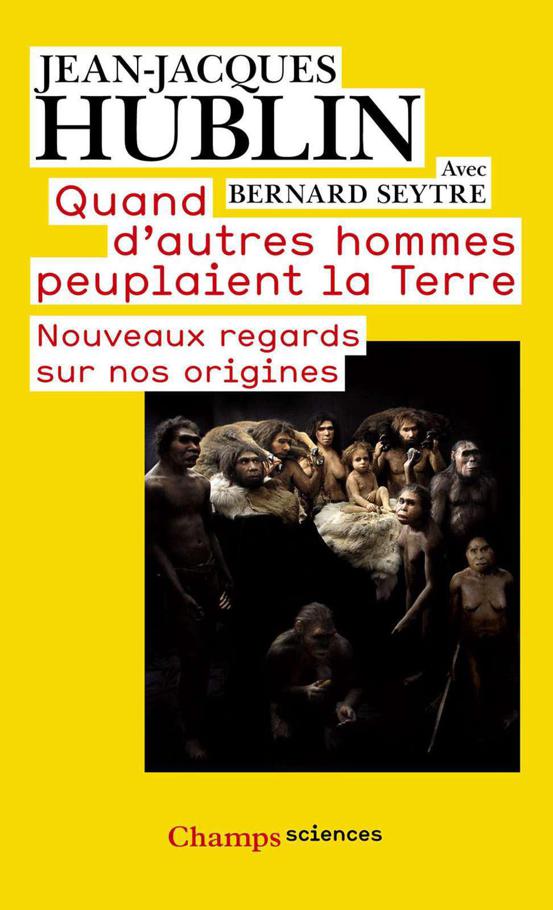 JEAN-JACQUES
HUBLIN
Avec
BERNARD SEYTRE
Quand
d'autres hommes
peuplaient la Terre
Nouveaux regards
sur nos origines
Champs sciences